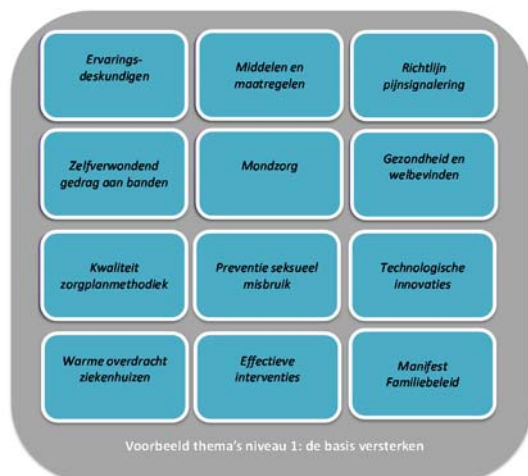 Ervarings-
deskundigen
Middelen en
maatregelen
Richtlijn
pijnsignalering
Zelfverwondend
gedrag aan banden
Mondzorg
Gezondheid en
welbevinden
Kwaliteit
zorgplanmethodiek
Preventie seksueel
misbruik
Technologische
innovaties
Warme overdracht
ziekenhuizen
Effectieve
interventies
Manifest
Familiebeleid
Voorbeeld thema's niveau 1: de basis versterken